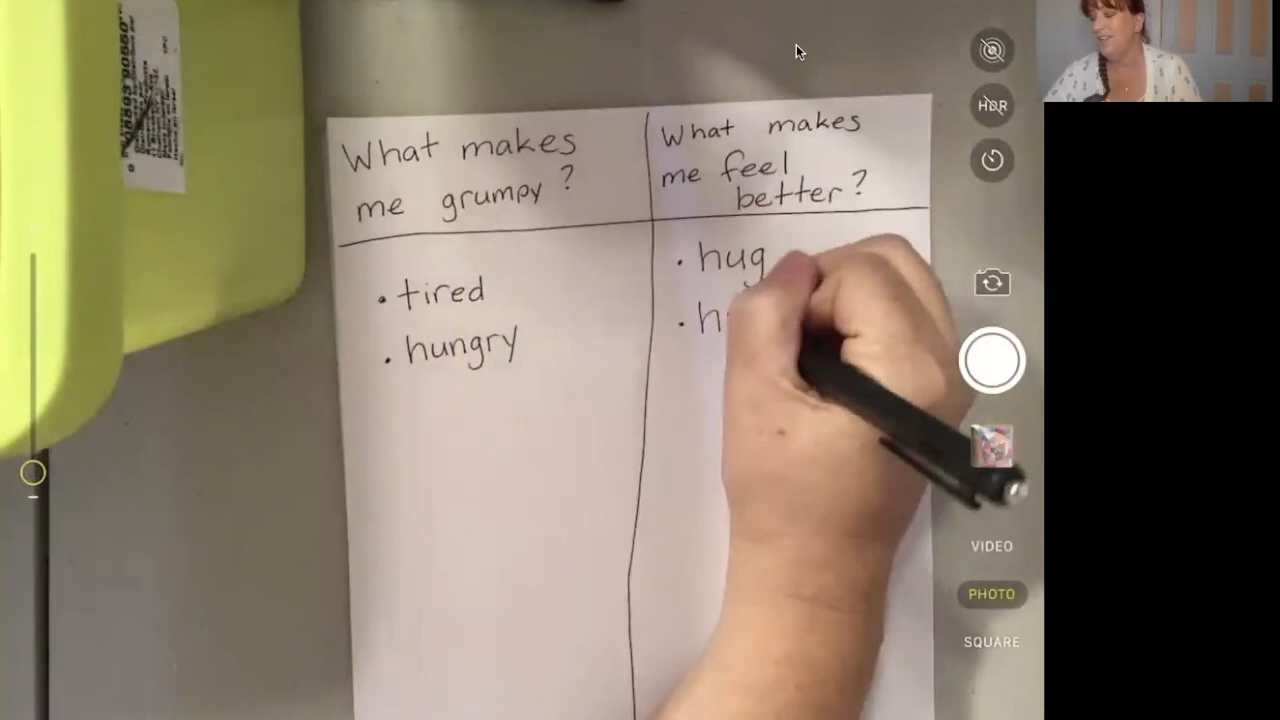 What makes
me grumpy?
• tired
• hungry
What makes
me feel
better?
• hug
HDR
VIDEO
PHOTO
SQUARE